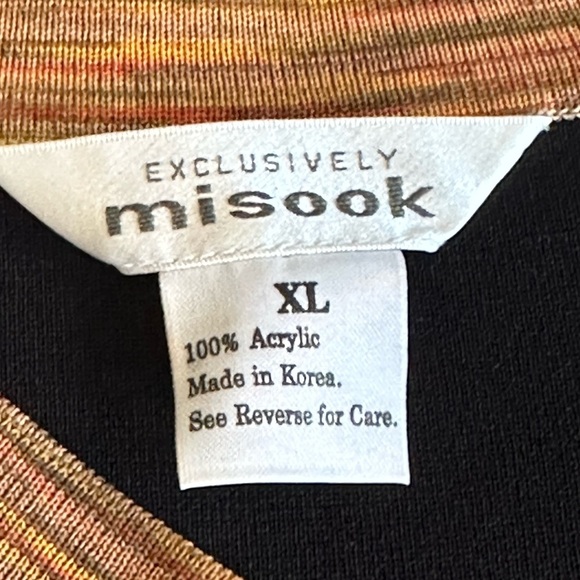 EXCLUSIVELY
misook
XL
100% Acrylic
Made in Korea.
See Reverse for Care.